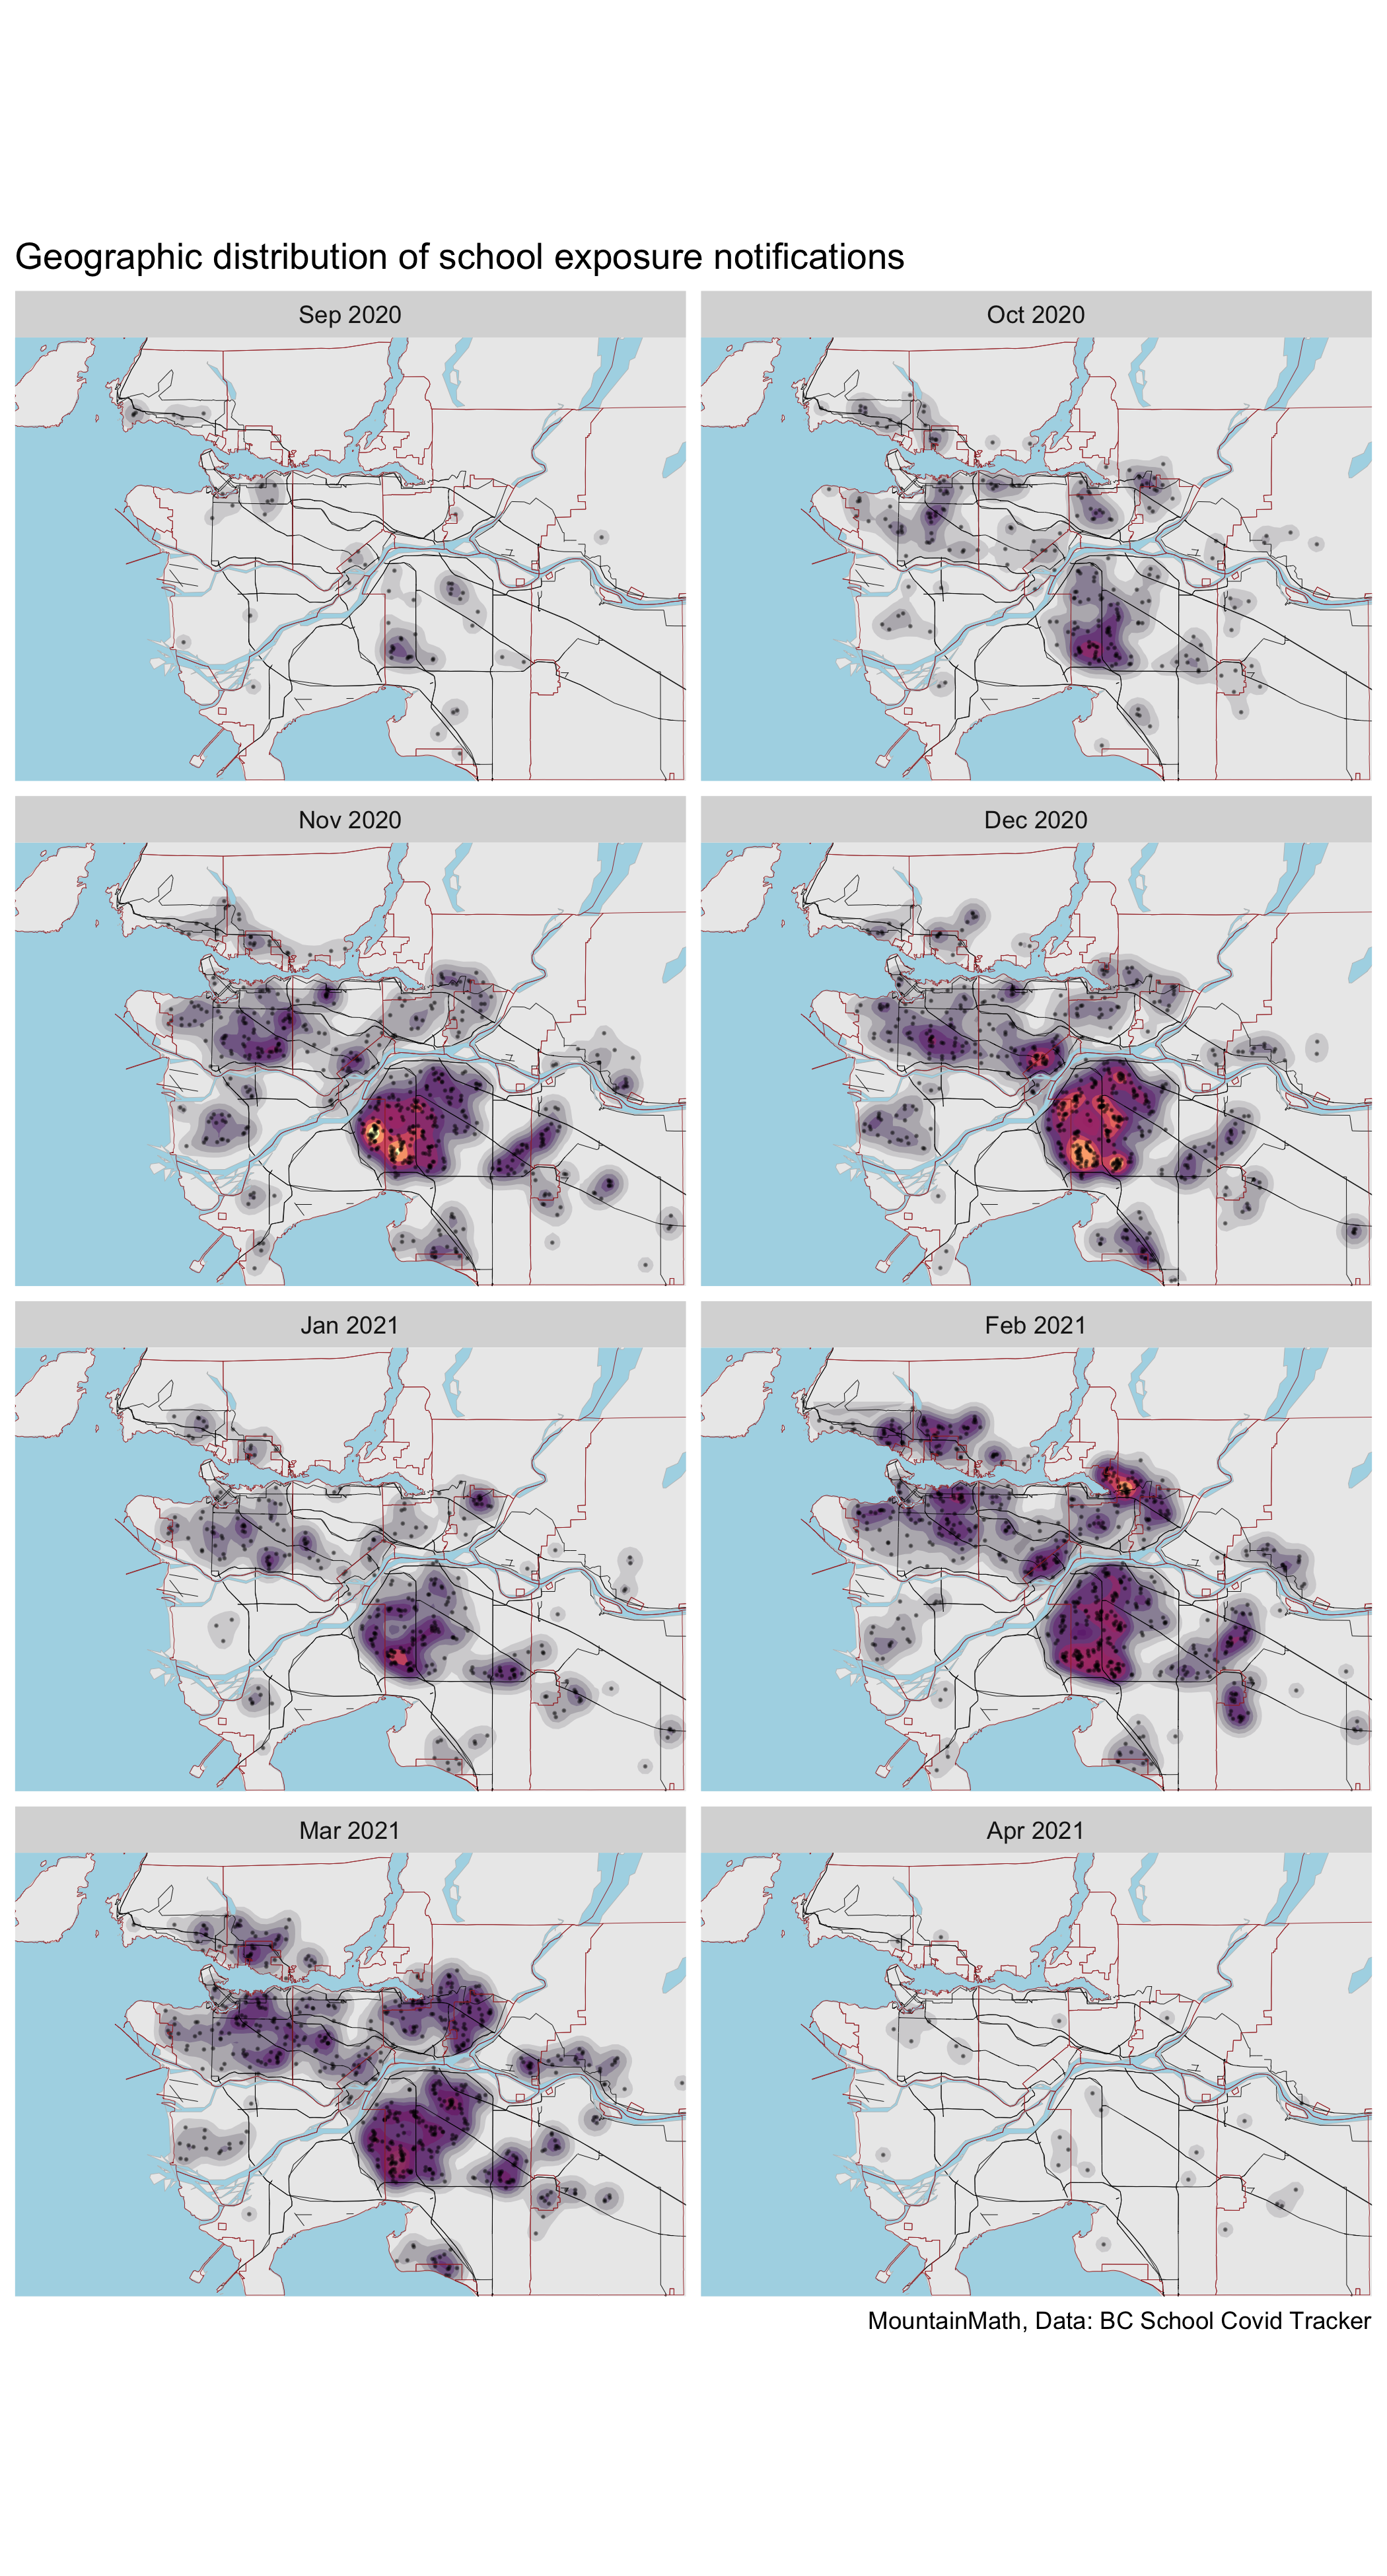 Geographic distribution of school exposure notifications
Sep 2020
Oct 2020
Nov 2020
Dec 2020
Jan 2021
Feb 2021
Mar 2021
Apr 2021
MountainMath, Data: BC School Covid Tracker